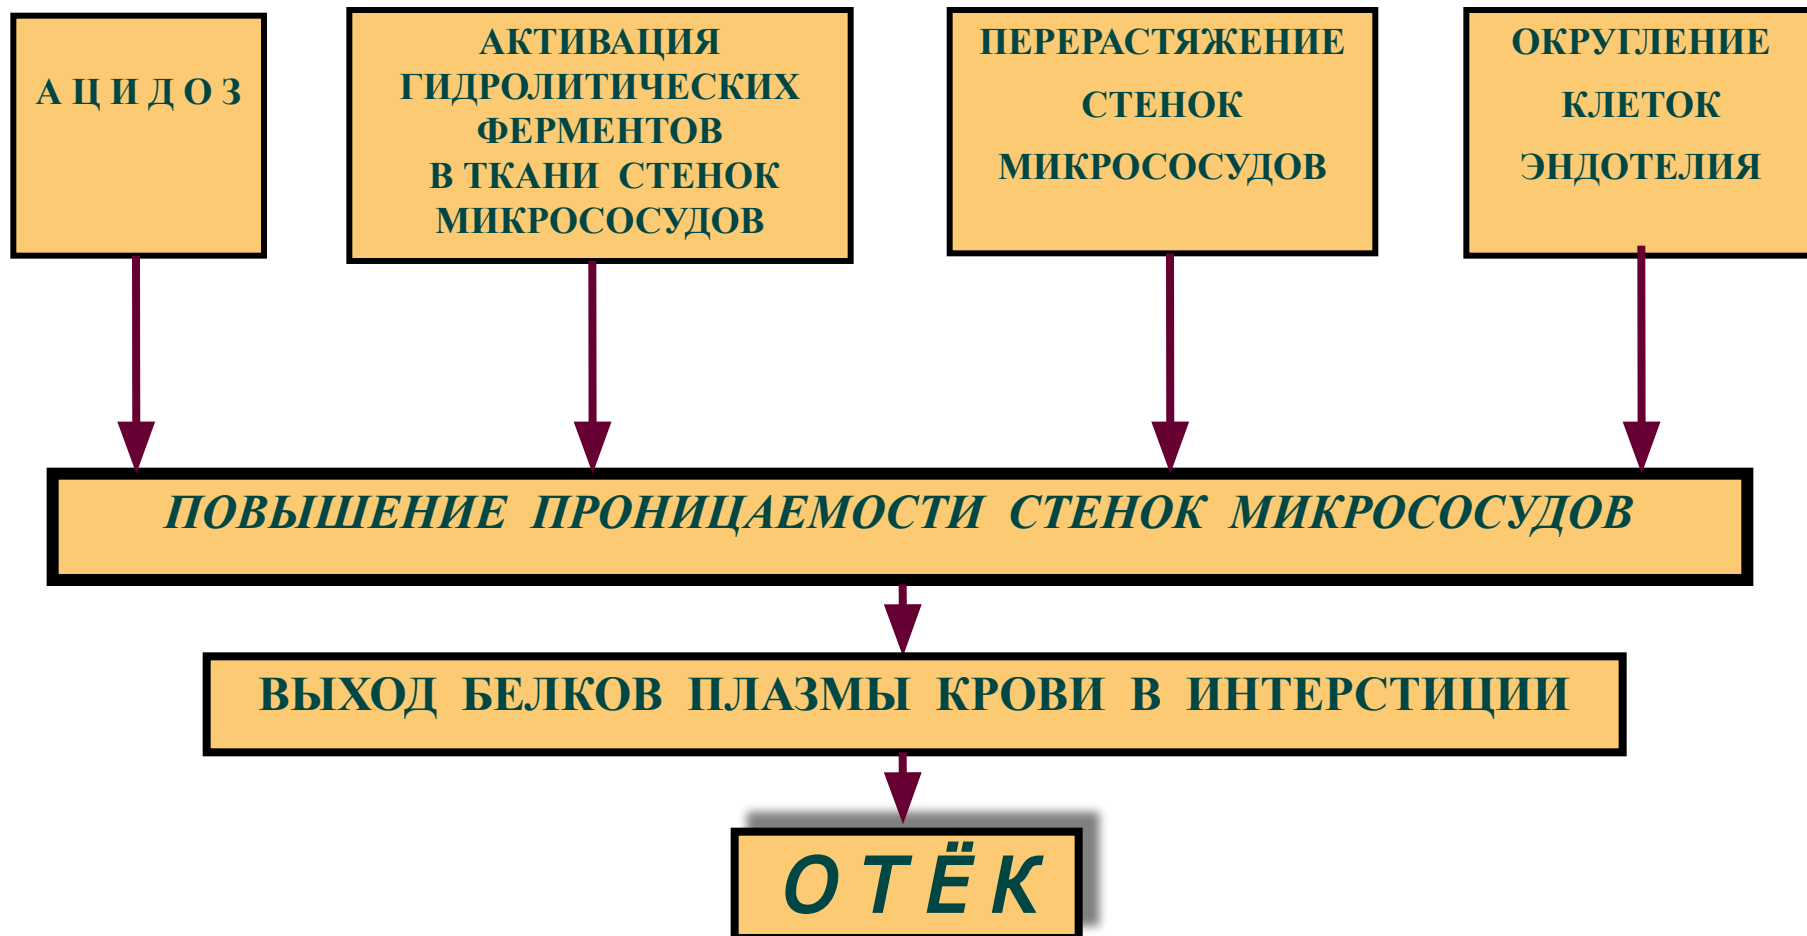 А Ц И Д О З
АКТИВАЦИЯ
ГИДРОЛИТИЧЕСКИХ
ФЕРМЕНТОВ
В ТКАНИ СТЕНОК
МИКРОСОСУДОВ
ПЕРЕРАСТЯЖЕНИЕ
СТЕНОК
МИКРОСОСУДОВ
ОКРУГЛЕНИЕ
КЛЕТОК
ЭНДОТЕЛИЯ
ПОВЫШЕНИЕ ПРОНИЦАЕМОСТИ СТЕНОК МИКРОСОСУДОВ
ВЫХОД БЕЛКОВ ПЛАЗМЫ КРОВИ В ИНТЕРСТИЦИИ
О Т Ё К